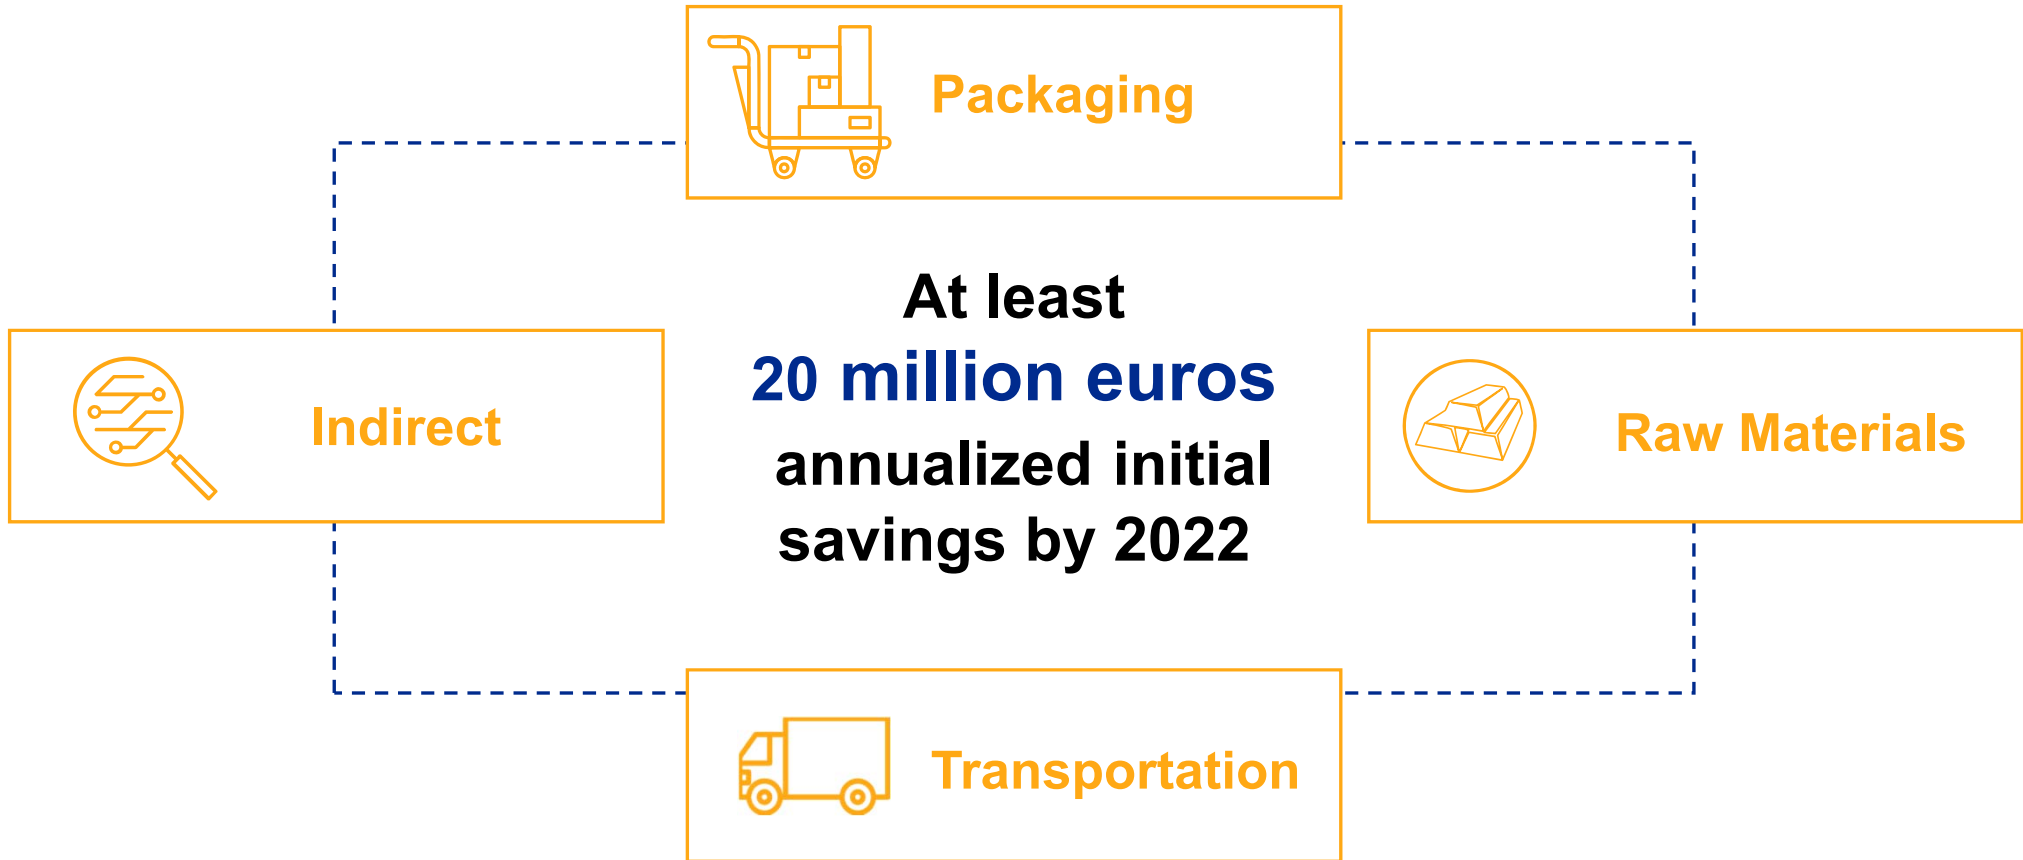 Packaging
At least
20 million euros
annualized initial
savings by 2022
Indirect
Raw Materials
Transportation